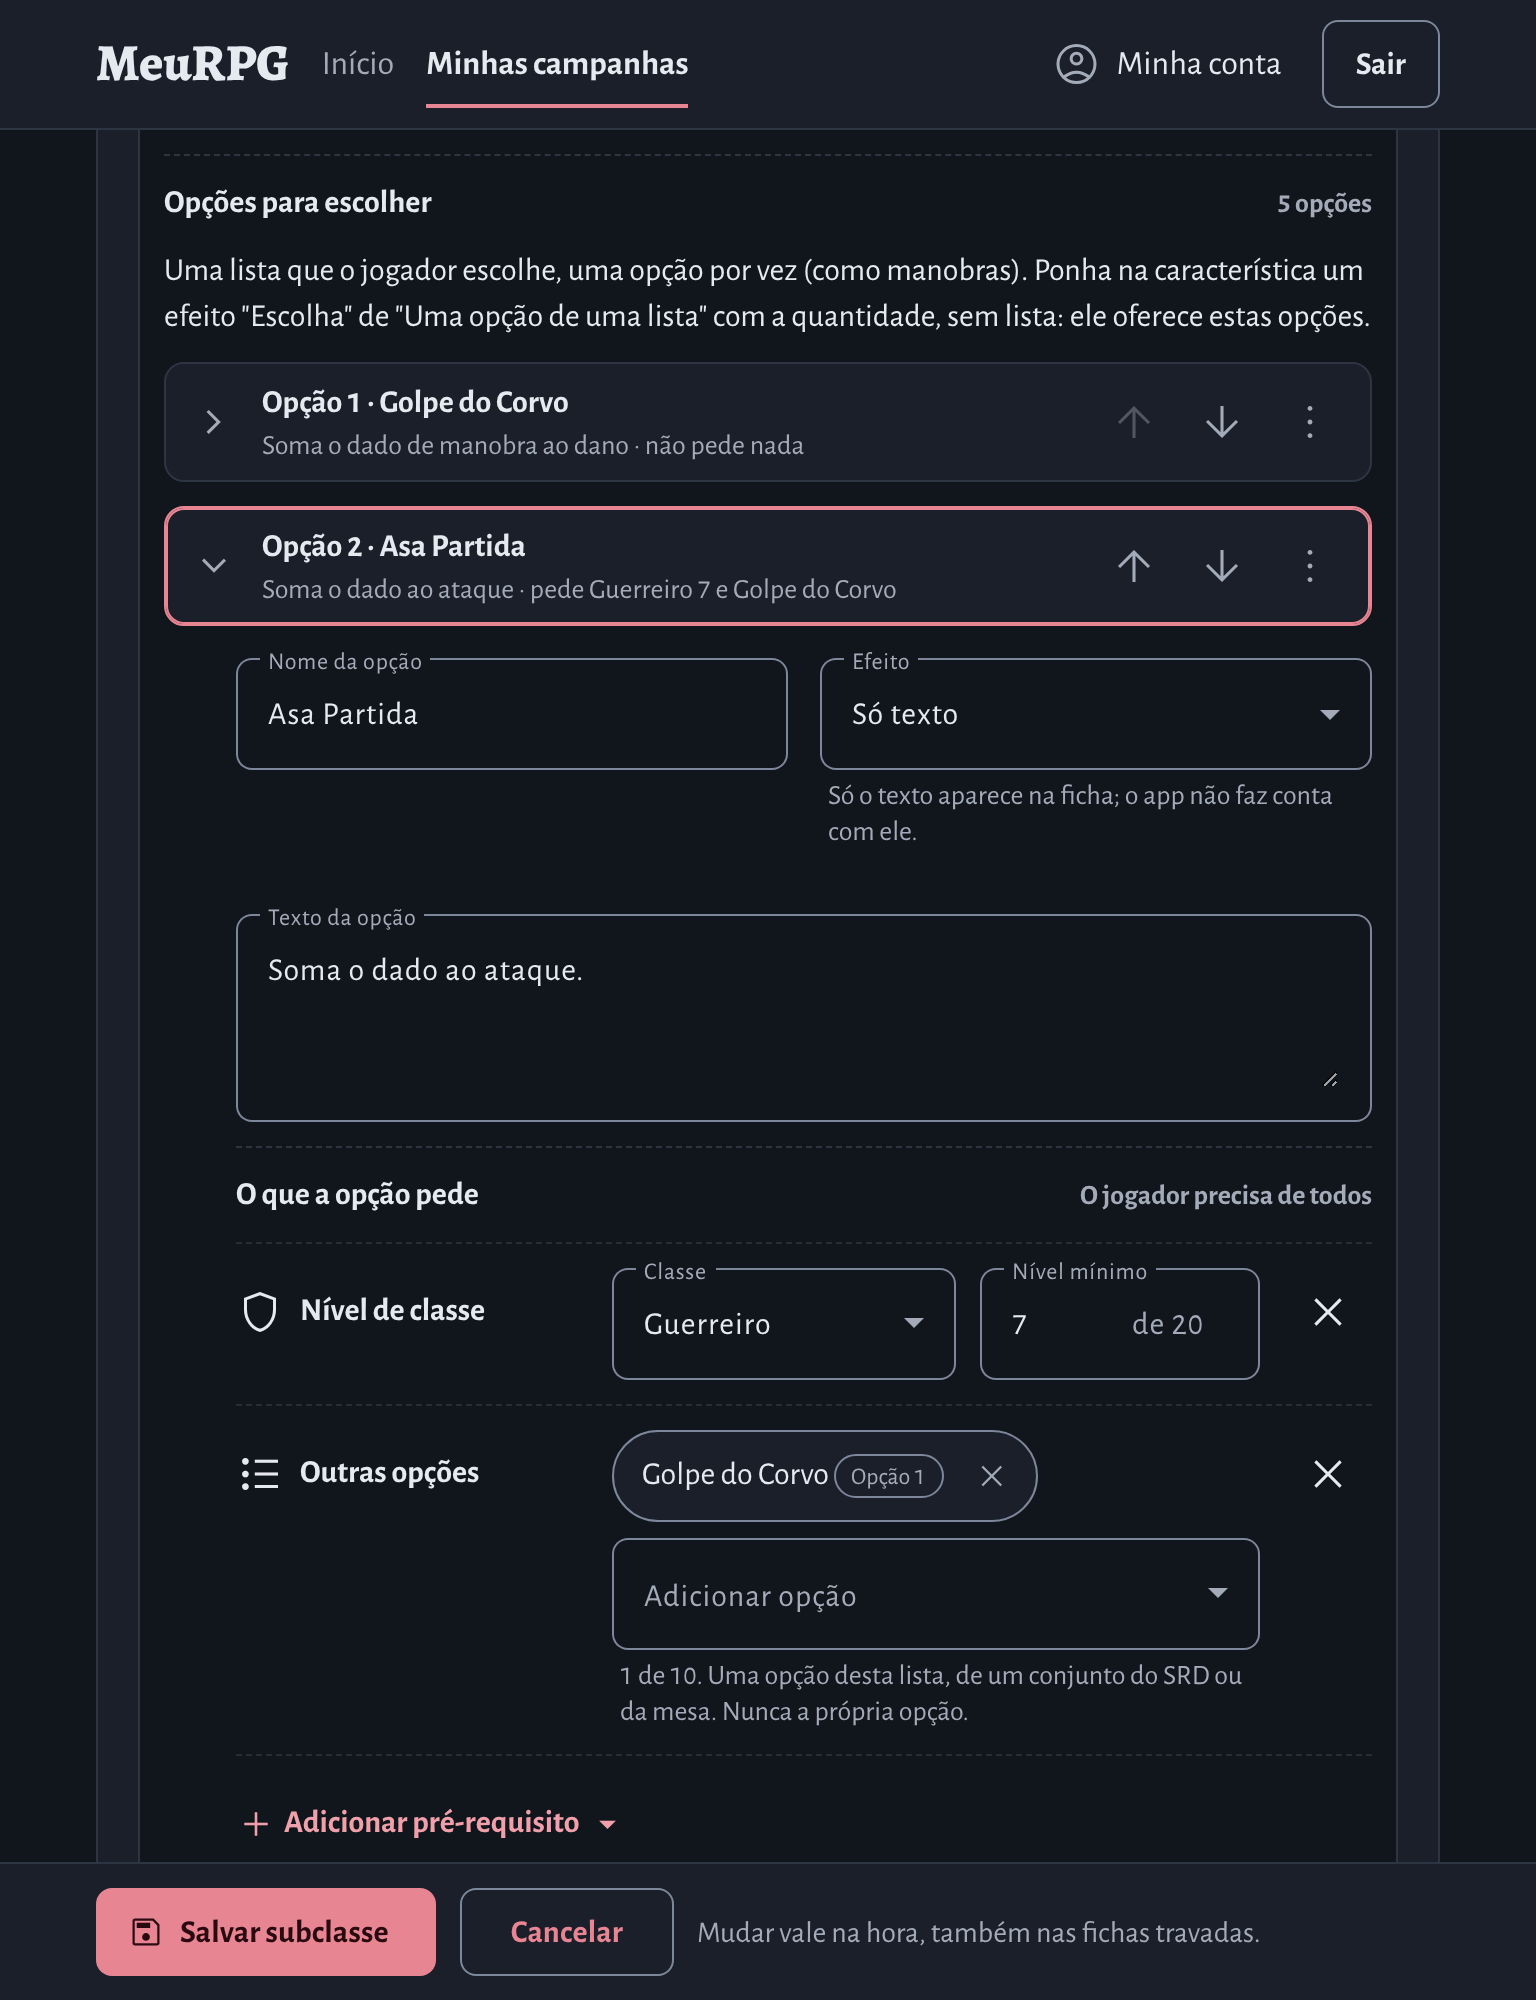 MeuRPG Início Minhas campanhas Minha conta Sair
Opções para escolher 5 opções
Uma lista que o jogador escolhe, uma opção por vez (como manobras). Ponha na característica um
efeito "Escolha" de "Uma opção de uma lista" com a quantidade, sem lista: ele oferece estas opções.
Opção 1 · Golpe do Corvo
Soma o dado de manobra ao dano · não pede nada
Opção 2 · Asa Partida
Soma o dado ao ataque · pede Guerreiro 7 e Golpe do Corvo
Nome da opção Efeito
Asa Partida Só texto
Só o texto aparece na ficha; o app não faz conta
com ele.
Texto da opção
Soma o dado ao ataque.
O que a opção pede O jogador precisa de todos
Classe Nível mínimo
Nível de classe Guerreiro 7 de 20
Outras opções Golpe do Corvo Opção 1
Adicionar opção
1 de 10. Uma opção desta lista, de um conjunto do SRD ou
da mesa. Nunca a própria opção.
Adicionar pré-requisito
Salvar subclasse Cancelar Mudar vale na hora, também nas fichas travadas.